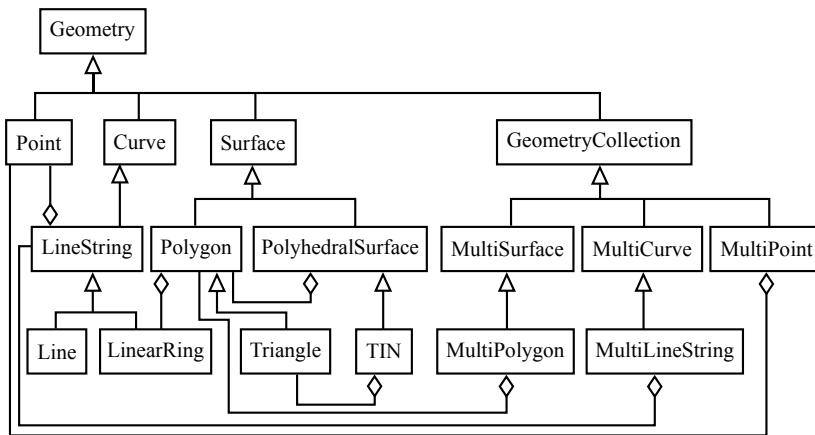 Geometry
Point
Curve
Surface
GeometryCollection
LineString
Polygon
PolyhedralSurface
MultiSurface
MultiCurve
MultiPoint
Line
LinearRing
Triangle
TIN
MultiPolygon
MultiLineString